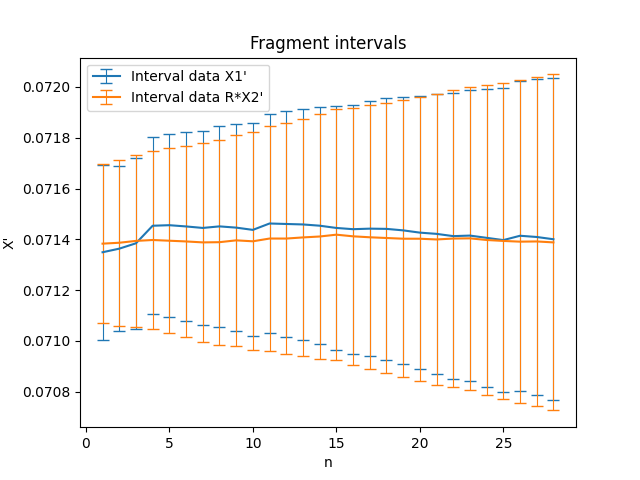 Fragment intervals
Interval data X1'
Interval data R*X2'
X'
0.0720
0.0718
0.0716
0.0714
0.0712
0.0710
0.0708
0 5 10 15 20 25
n